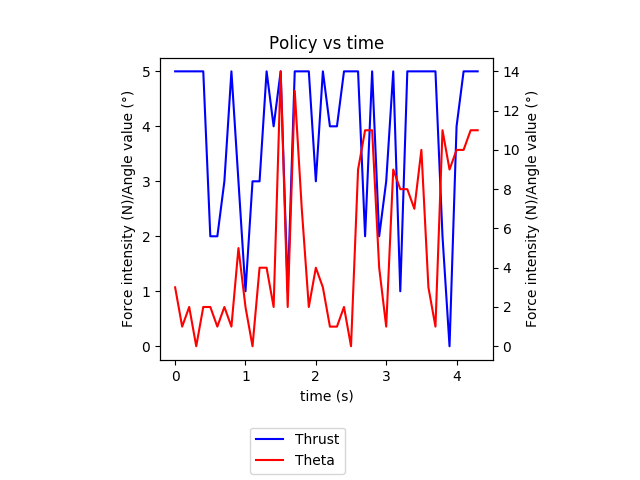 Policy vs time
Force intensity (N)/Angle value (°)
5
4
3
2
1
0
14
12
10
8
6
4
2
0
Force intensity (N)/Angle value (°)
0 1 2 3 4
time (s)
Thrust
Theta